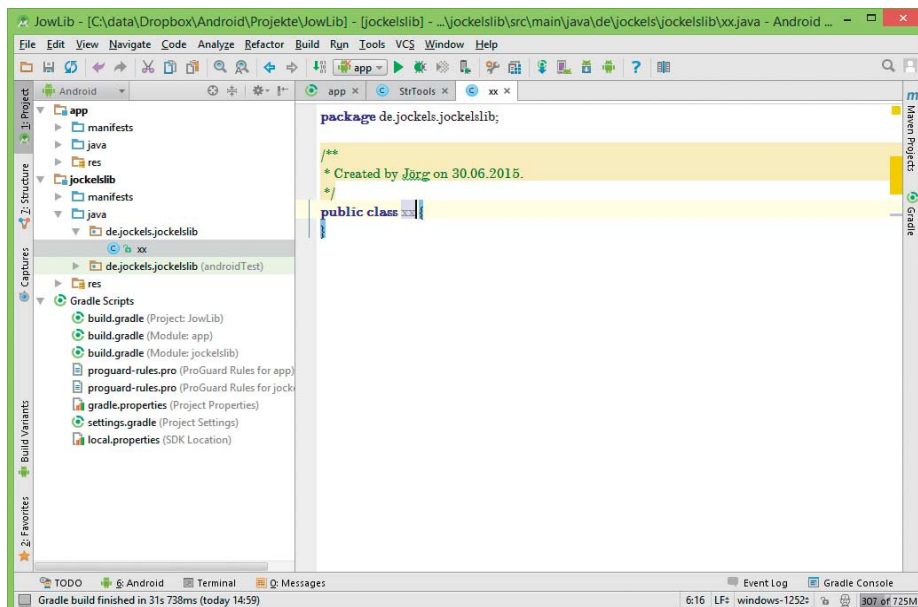 JowLib - [C:\data\Dropbox\Android\Projekte\JowLib] - [jockelslib] - ...\jockelslib\src\main\java\de\jockels\jockelslib\xx.java - Android ...
File Edit View Navigate Code Analyze Refactor Build Run Tools VCS Window Help
app
1: Project
Z: Structure
Captures
Build Variants
2: Favorites
Android
app
manifests
java
res
jockelslib
manifests
java
de.jockels.jockelslib
xx
de.jockels.jockelslib (androidTest)
res
Gradle Scripts
build.gradle (Project: JowLib)
build.gradle (Module: app)
build.gradle (Module: jockelslib)
proguard-rules.pro (ProGuard Rules for app)
proguard-rules.pro (ProGuard Rules for jock
gradle.properties (Project Properties)
settings.gradle (Project Settings)
local.properties (SDK Location)
app × StrTools × xx ×
package de.jockels.jockelslib;
/**
* Created by Jörg on 30.06.2015.
*/
public class xx {
}
Maven Projects
Gradle
TODO 6: Android Terminal 0: Messages Event Log Gradle Console
Gradle build finished in 31s 738ms (today 14:59) 6:16 LF÷ windows-1252÷ 307 of 725M